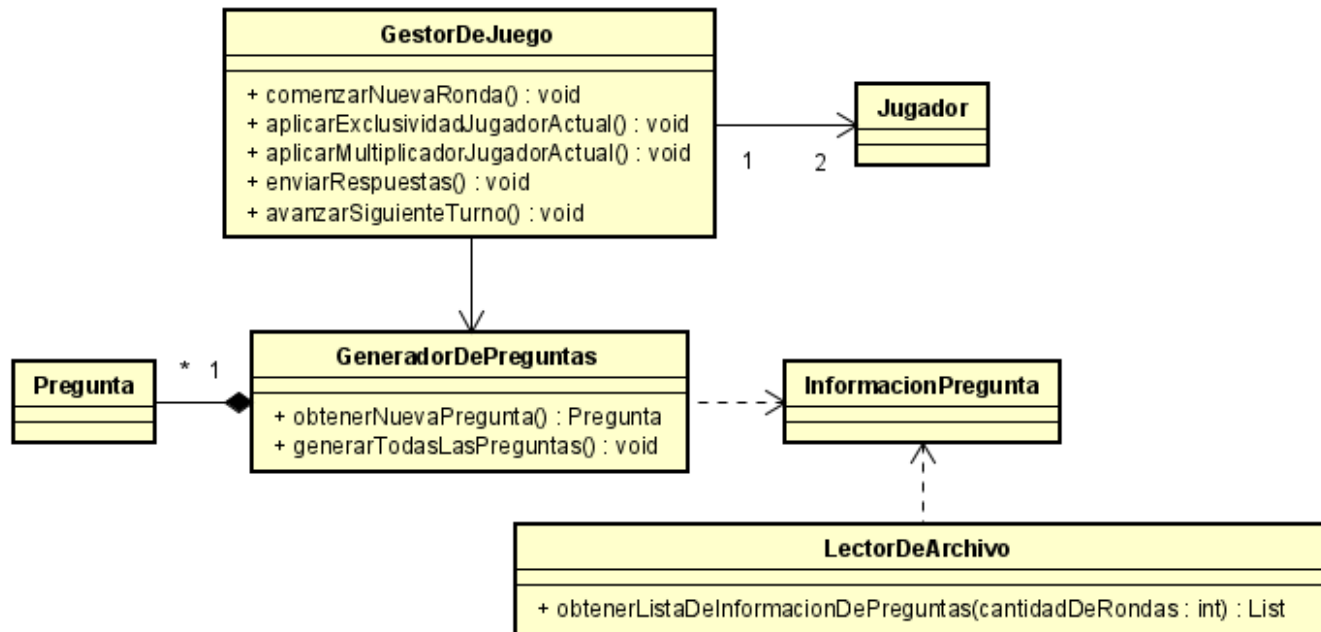 GestorDeJuego
+ comenzarNuevaRonda() : void
+ aplicarExclusividadJugadorActual() : void
+ aplicarMultiplicadorJugadorActual() : void
+ enviarRespuestas() : void
+ avanzarSiguienteTurno() : void
Jugador
1 2
Pregunta
* 1
GeneradorDePreguntas
+ obtenerNuevaPregunta() : Pregunta
+ generarTodasLasPreguntas() : void
InformacionPregunta
LectorDeArchivo
+ obtenerListaDeInformacionDePreguntas(cantidadDeRondas : int) : List